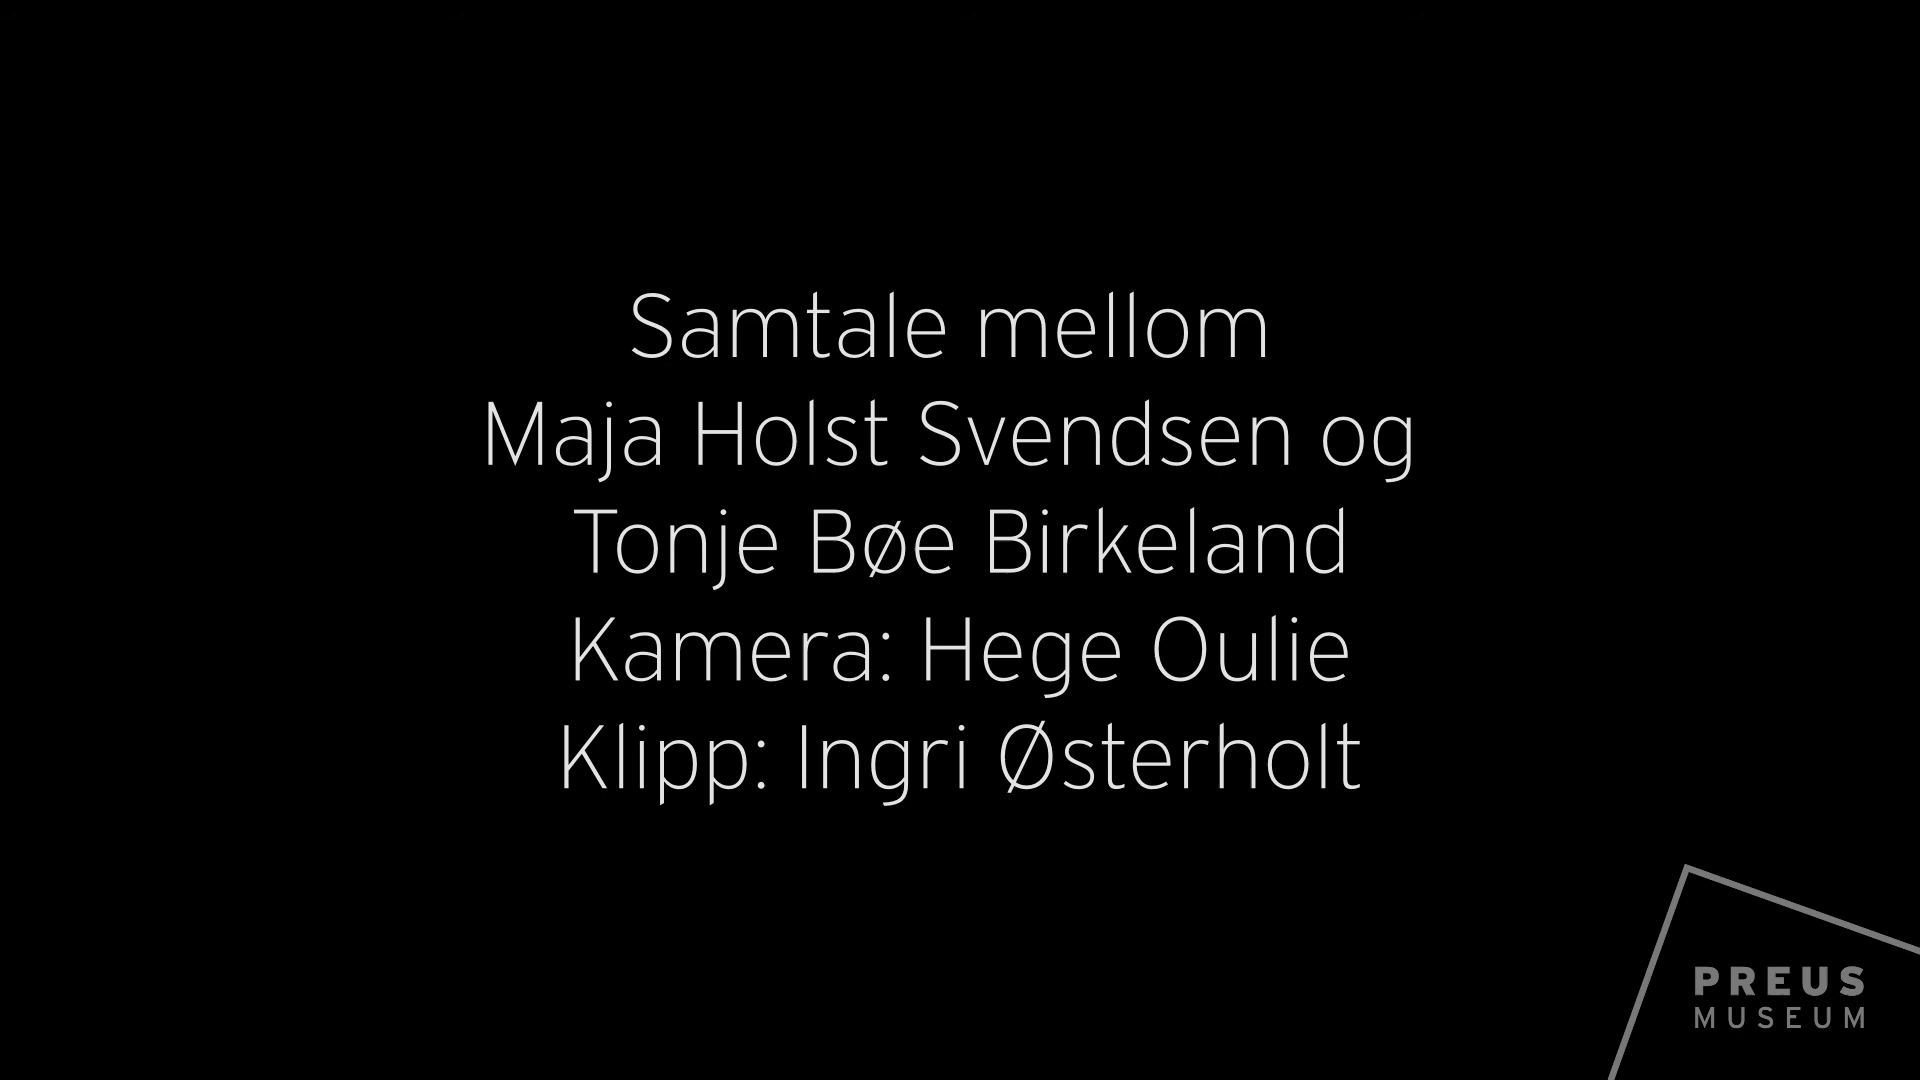 Samtale mellom
Maja Holst Svendsen og
Tonje Bøe Birkeland
Kamera: Hege Oulie
Klipp: Ingri Østerholt
PREUS
MUSEUM